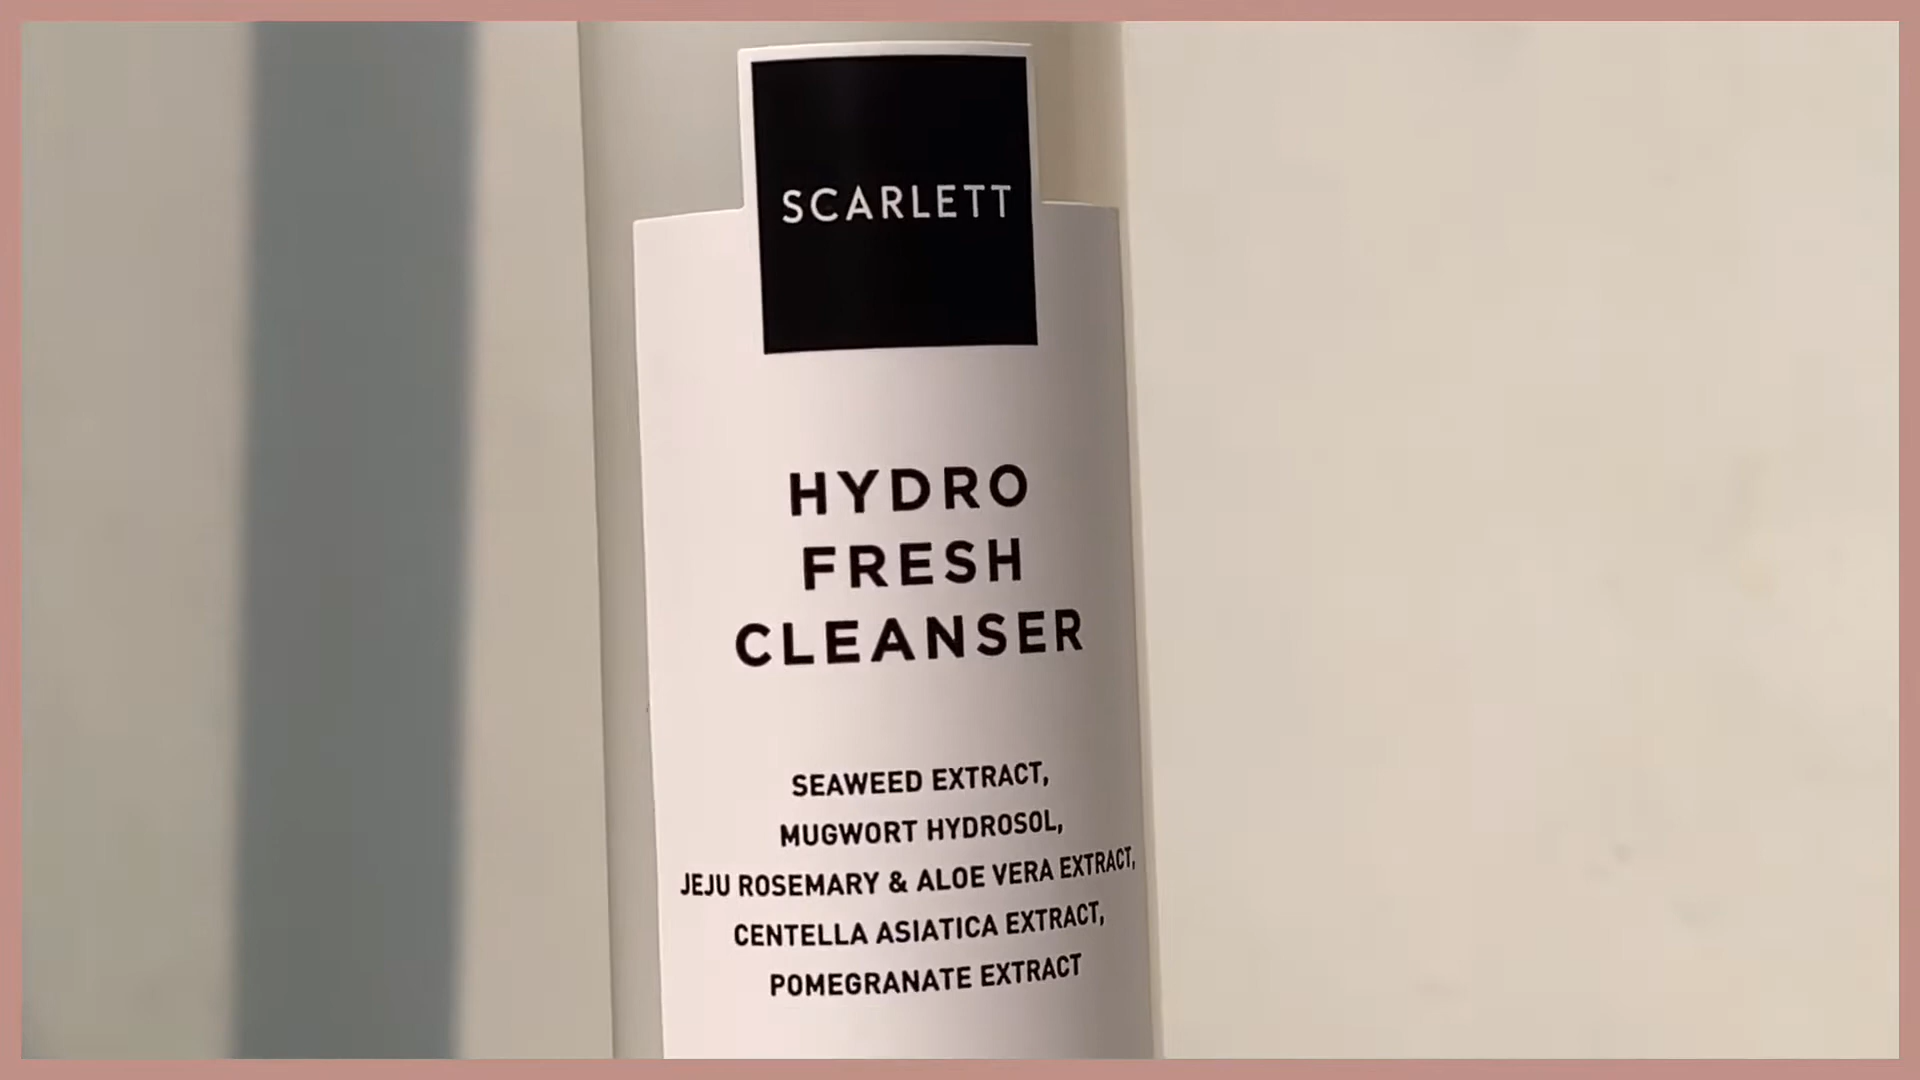 SCARLETT
HYDRO
FRESH
CLEANSER
SEAWEED EXTRACT,
MUGWORT HYDROSOL,
JEJU ROSEMARY & ALOE VERA EXTRACT,
CENTELLA ASIATICA EXTRACT,
POMEGRANATE EXTRACT